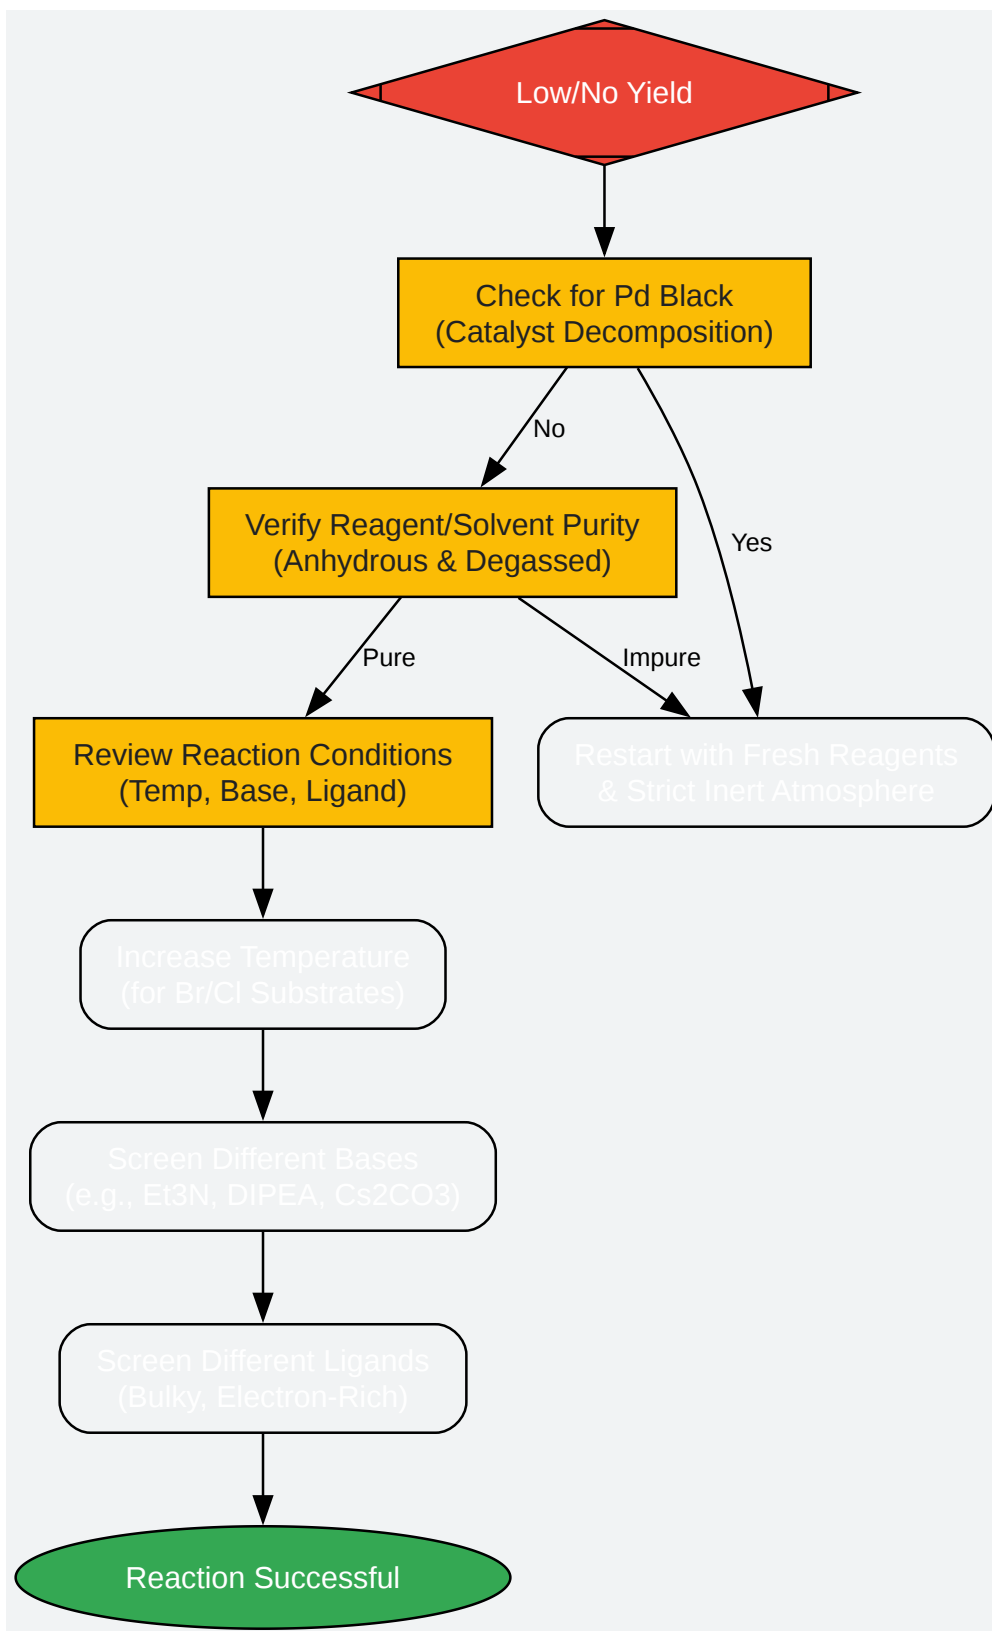 Low/No Yield
Check for Pd Black
(Catalyst Decomposition)
No
Yes
Verify Reagent/Solvent Purity
(Anhydrous & Degassed)
Pure
Impure
Review Reaction Conditions
(Temp, Base, Ligand)
Restart with Fresh Reagents
& Strict Inert Atmosphere
Increase Temperature
(for Br/Cl Substrates)
Screen Different Bases
(e.g., Et3N, DIPEA, Cs2CO3)
Screen Different Ligands
(Bulky, Electron-Rich)
Reaction Successful